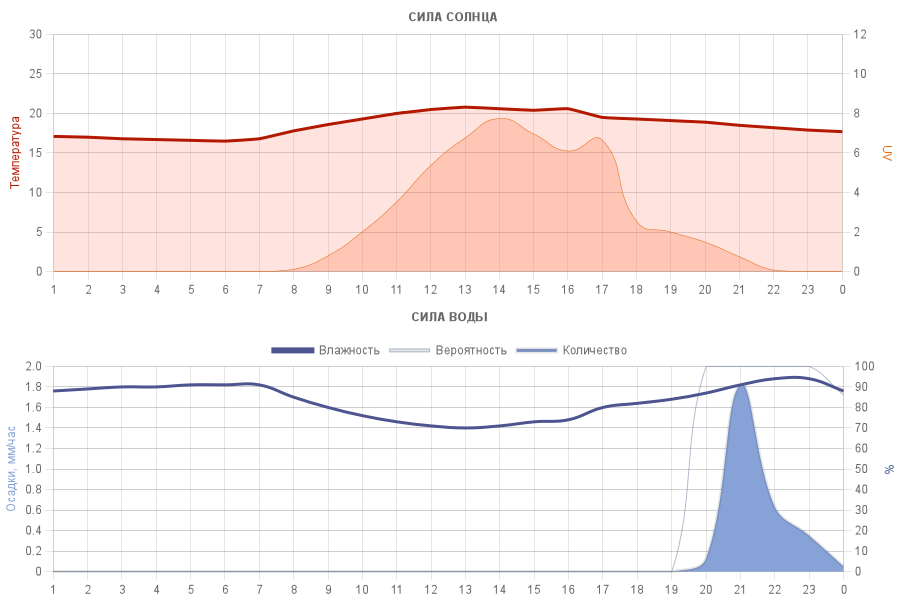 СИЛА СОЛНЦА
30 12
25 10
20 8
15 6
10 4
5 2
0 0
Температура
UV
1 2 3 4 5 6 7 8 9 10 11 12 13 14 15 16 17 18 19 20 21 22 23 0
СИЛА ВОДЫ
Влажность Вероятность Количество
2.0 100
1.8 90
1.6 80
1.4 70
1.2 60
1.0 50
0.8 40
0.6 30
0.4 20
0.2 10
0 0
Осадки, мм/час
%
1 2 3 4 5 6 7 8 9 10 11 12 13 14 15 16 17 18 19 20 21 22 23 0